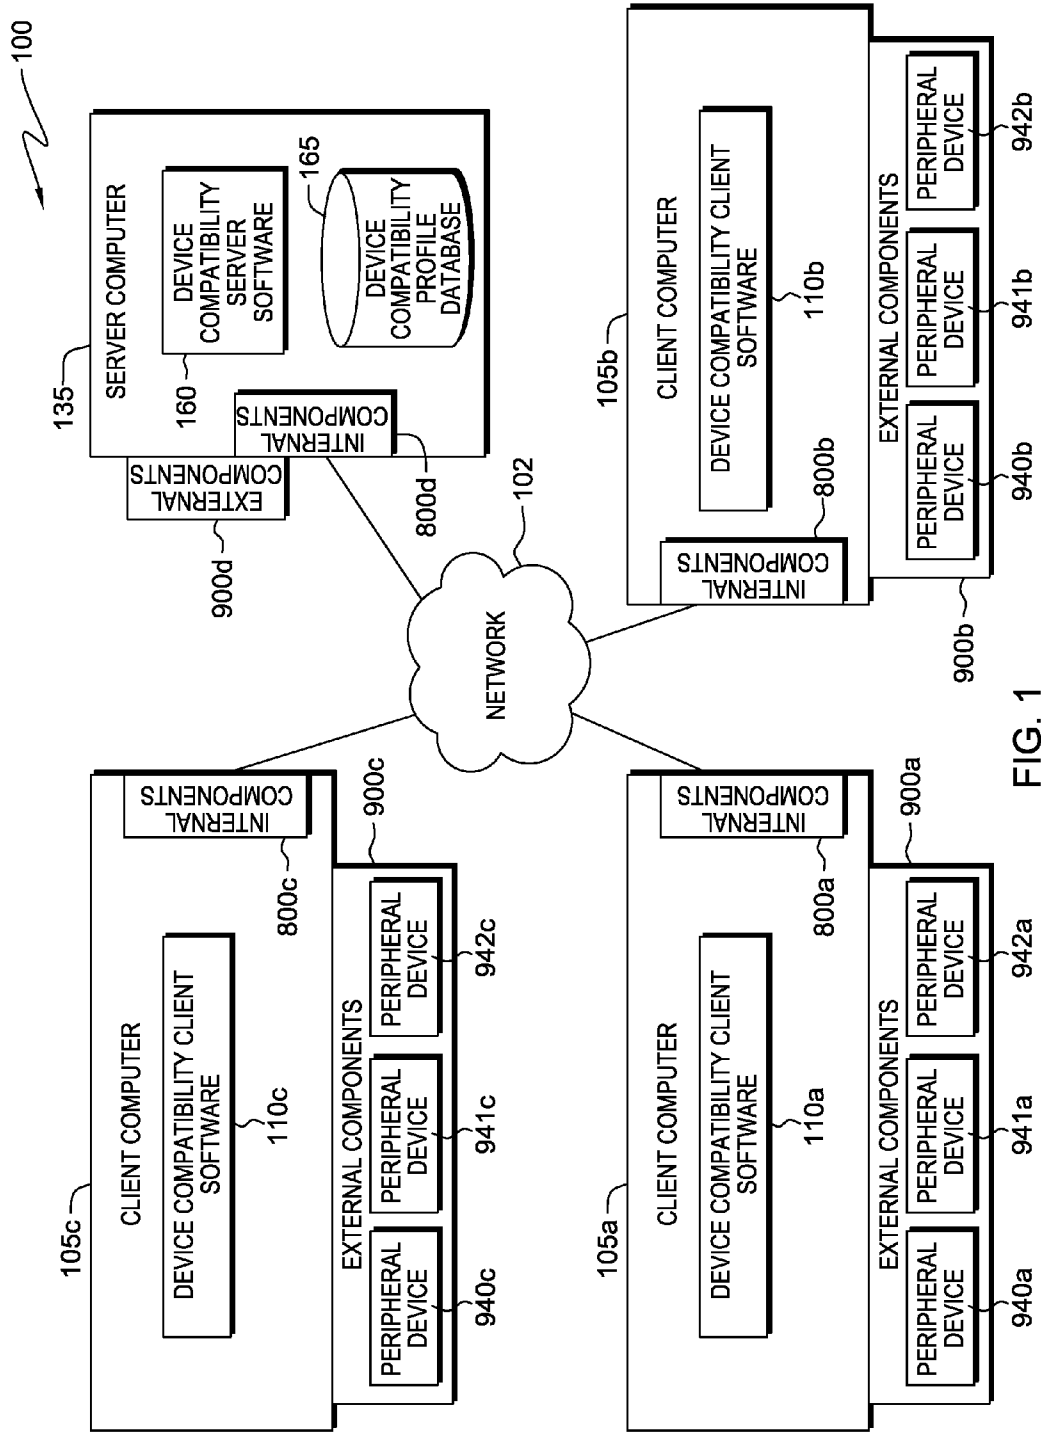 100
105c
CLIENT COMPUTER
DEVICE COMPATIBILITY CLIENT
SOFTWARE
110c
INTERNAL
COMPONENTS
800c
EXTERNAL COMPONENTS
900c
PERIPHERAL
DEVICE
940c
PERIPHERAL
DEVICE
941c
PERIPHERAL
DEVICE
942c
135
SERVER COMPUTER
DEVICE
COMPATIBILITY
SERVER
SOFTWARE
160
165
DEVICE
COMPATIBILITY
PROFILE
DATABASE
INTERNAL
COMPONENTS
800d
EXTERNAL
COMPONENTS
900d
NETWORK
102
105a
CLIENT COMPUTER
DEVICE COMPATIBILITY CLIENT
SOFTWARE
110a
INTERNAL
COMPONENTS
800a
EXTERNAL COMPONENTS
900a
PERIPHERAL
DEVICE
940a
PERIPHERAL
DEVICE
941a
PERIPHERAL
DEVICE
942a
105b
CLIENT COMPUTER
DEVICE COMPATIBILITY CLIENT
SOFTWARE
110b
INTERNAL
COMPONENTS
800b
EXTERNAL COMPONENTS
900b
PERIPHERAL
DEVICE
940b
PERIPHERAL
DEVICE
941b
PERIPHERAL
DEVICE
942b
FIG. 1